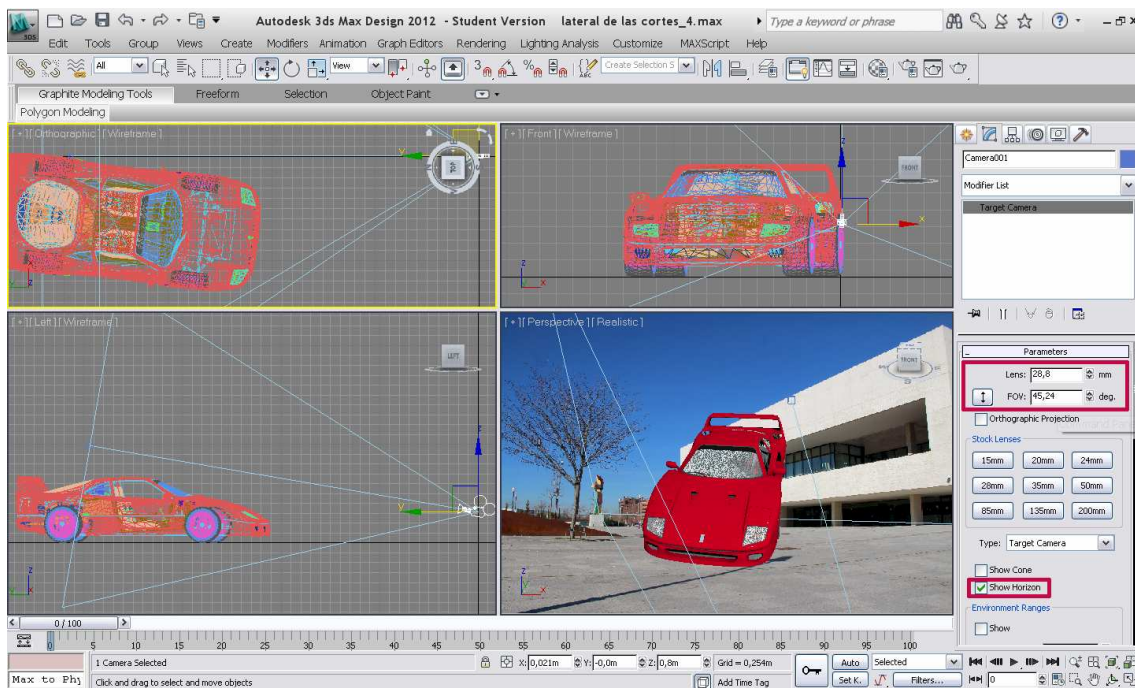 Autodesk 3ds Max Design 2012 - Student Version lateral de las cortes_4.max Type a keyword or phrase
Edit Tools Group Views Create Modifiers Animation Graph Editors Rendering Lighting Analysis Customize MAXScript Help
All View Create Selection S
Graphite Modeling Tools Freeform Selection Object Paint
Polygon Modeling
[ + ][ Orthographic ][ Wireframe ]
TOP
[ + ][ Front ][ Wireframe ]
FRONT
[ + ][ Left ][ Wireframe ]
LEFT
[ + ][ Perspective ][ Realistic ]
FRONT
Camera001
Modifier List
Target Camera
Parameters
Lens: 28,8 mm
FOV: 45,24 deg.
Orthographic Projection
Stock Lenses
15mm 20mm 24mm
28mm 35mm 50mm
85mm 135mm 200mm
Type: Target Camera
Show Cone
Show Horizon
Environment Ranges
Show
0 / 100
0 5 10 15 20 25 30 35 40 45 50 55 60 65 70 75 80 85 90 95 100
1 Camera Selected X: 0,021m Y: -0,0m Z: 0,8m Grid = 0,254m Auto Selected
Max to Phy Click and drag to select and move objects Add Time Tag Set K. Filters... 0